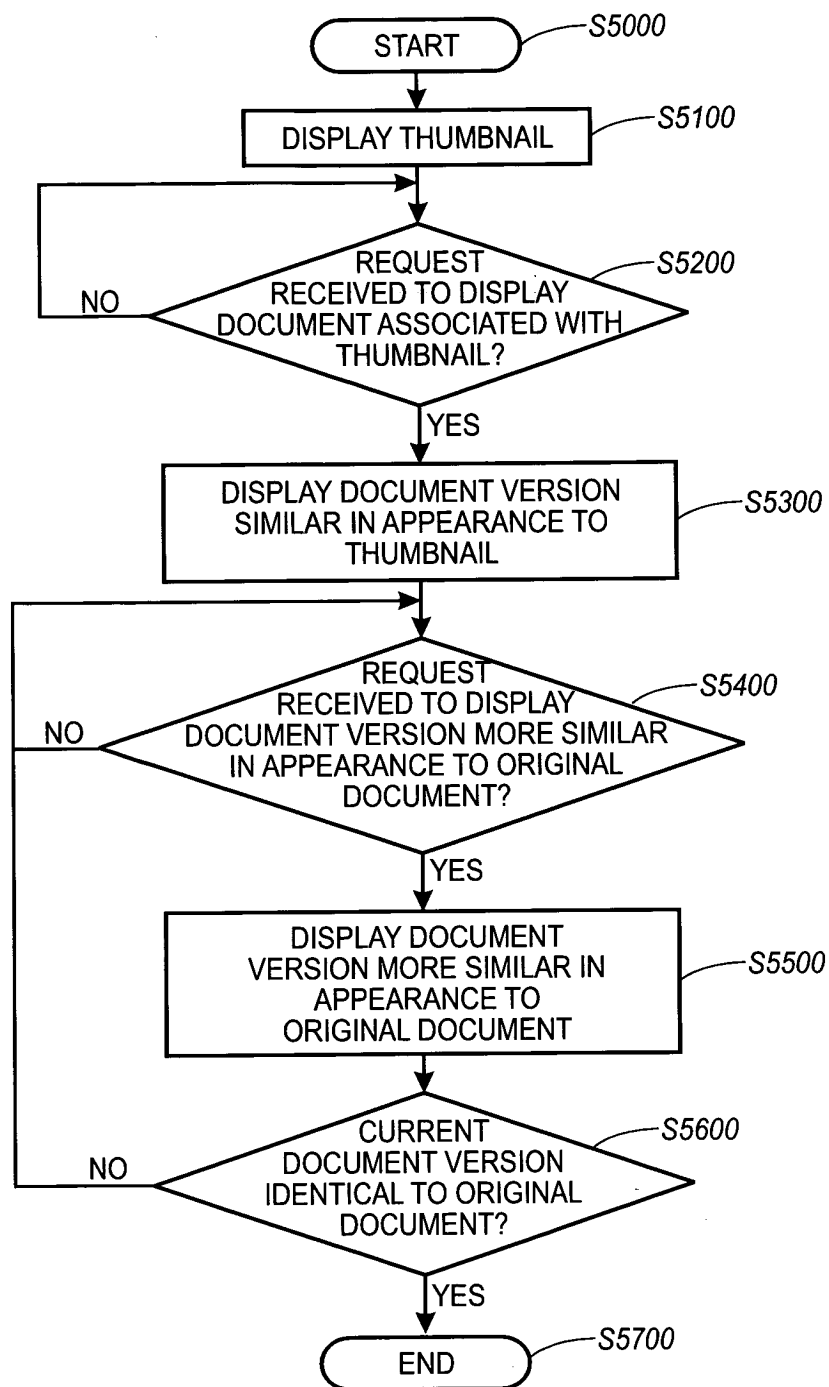 START
S5000
DISPLAY THUMBNAIL
S5100
REQUEST
RECEIVED TO DISPLAY
DOCUMENT ASSOCIATED WITH
THUMBNAIL?
S5200
NO
YES
DISPLAY DOCUMENT VERSION
SIMILAR IN APPEARANCE TO
THUMBNAIL
S5300
REQUEST
RECEIVED TO DISPLAY
DOCUMENT VERSION MORE SIMILAR
IN APPEARANCE TO ORIGINAL
DOCUMENT?
S5400
NO
YES
DISPLAY DOCUMENT
VERSION MORE SIMILAR IN
APPEARANCE TO
ORIGINAL DOCUMENT
S5500
CURRENT
DOCUMENT VERSION
IDENTICAL TO ORIGINAL
DOCUMENT?
S5600
NO
YES
END
S5700